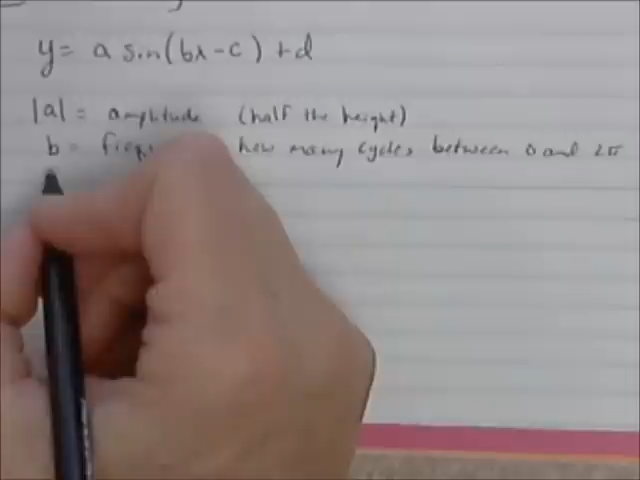 y = a sin(bx - c) + d
|a| = amplitude (half the height)
b = how many cycles between 0 and 2π